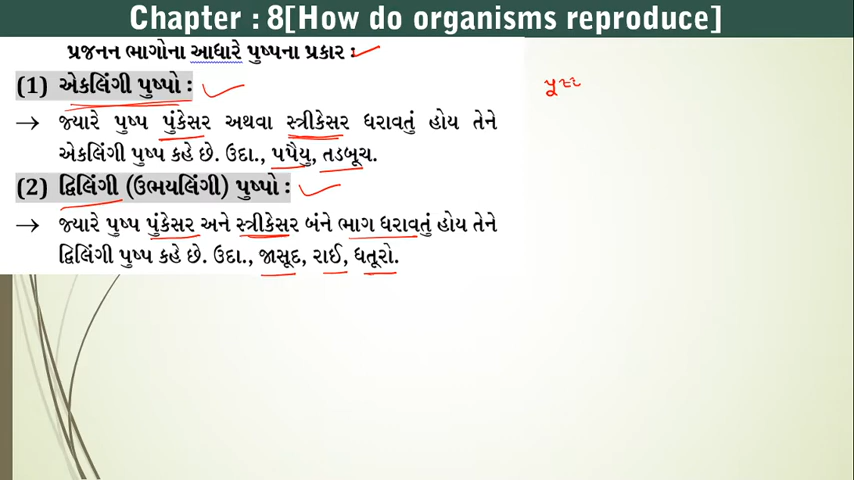 Chapter : 8[How do organisms reproduce]
પ્રજનન ભાગોના આધારે પુષ્પના પ્રકાર :
(1) એકલિંગી પુષ્પો :
→ જ્યારે પુષ્પ પુંકેસર અથવા સ્ત્રીકેસર ધરાવતું હોય તેને
એકલિંગી પુષ્પ કહે છે. ઉદા., પપૈયુ, તડબૂચ.
(2) દ્વિલિંગી (ઉભયલિંગી) પુષ્પો :
→ જ્યારે પુષ્પ પુંકેસર અને સ્ત્રીકેસર બંને ભાગ ધરાવતું હોય તેને
દ્વિલિંગી પુષ્પ કહે છે. ઉદા., જાસૂદ, રાઈ, ધતૂરો.